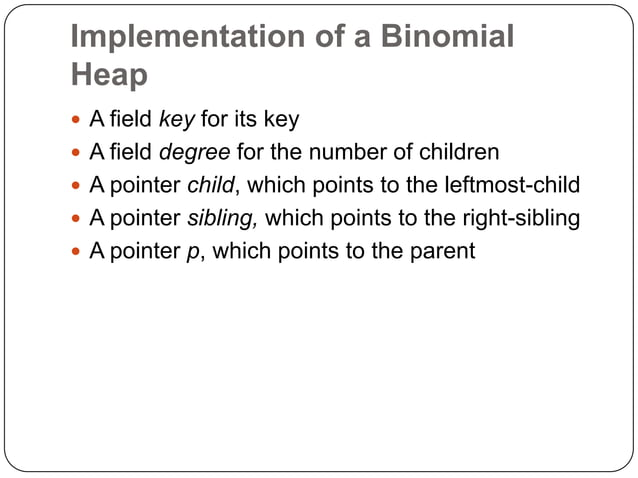 Implementation of a Binomial
Heap
• A field key for its key
• A field degree for the number of children
• A pointer child, which points to the leftmost-child
• A pointer sibling, which points to the right-sibling
• A pointer p, which points to the parent